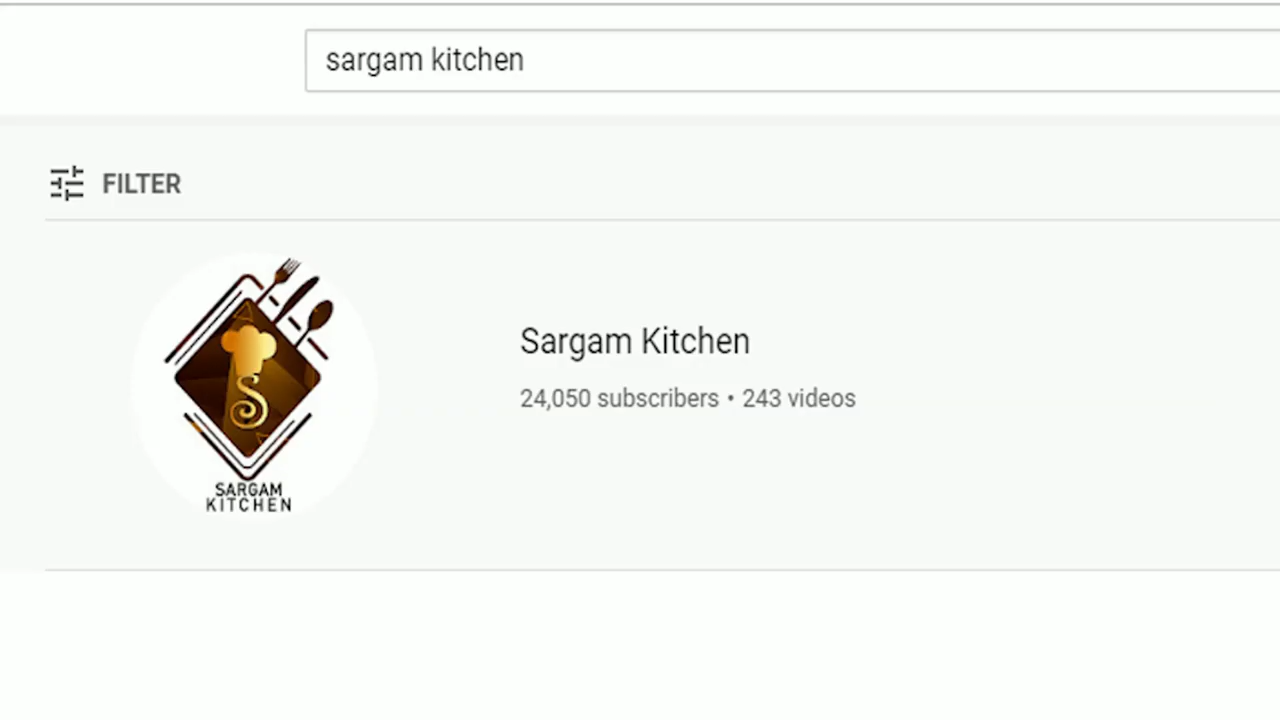 sargam kitchen
FILTER
Sargam Kitchen
24,050 subscribers • 243 videos
S
SARGAM
KITCHEN